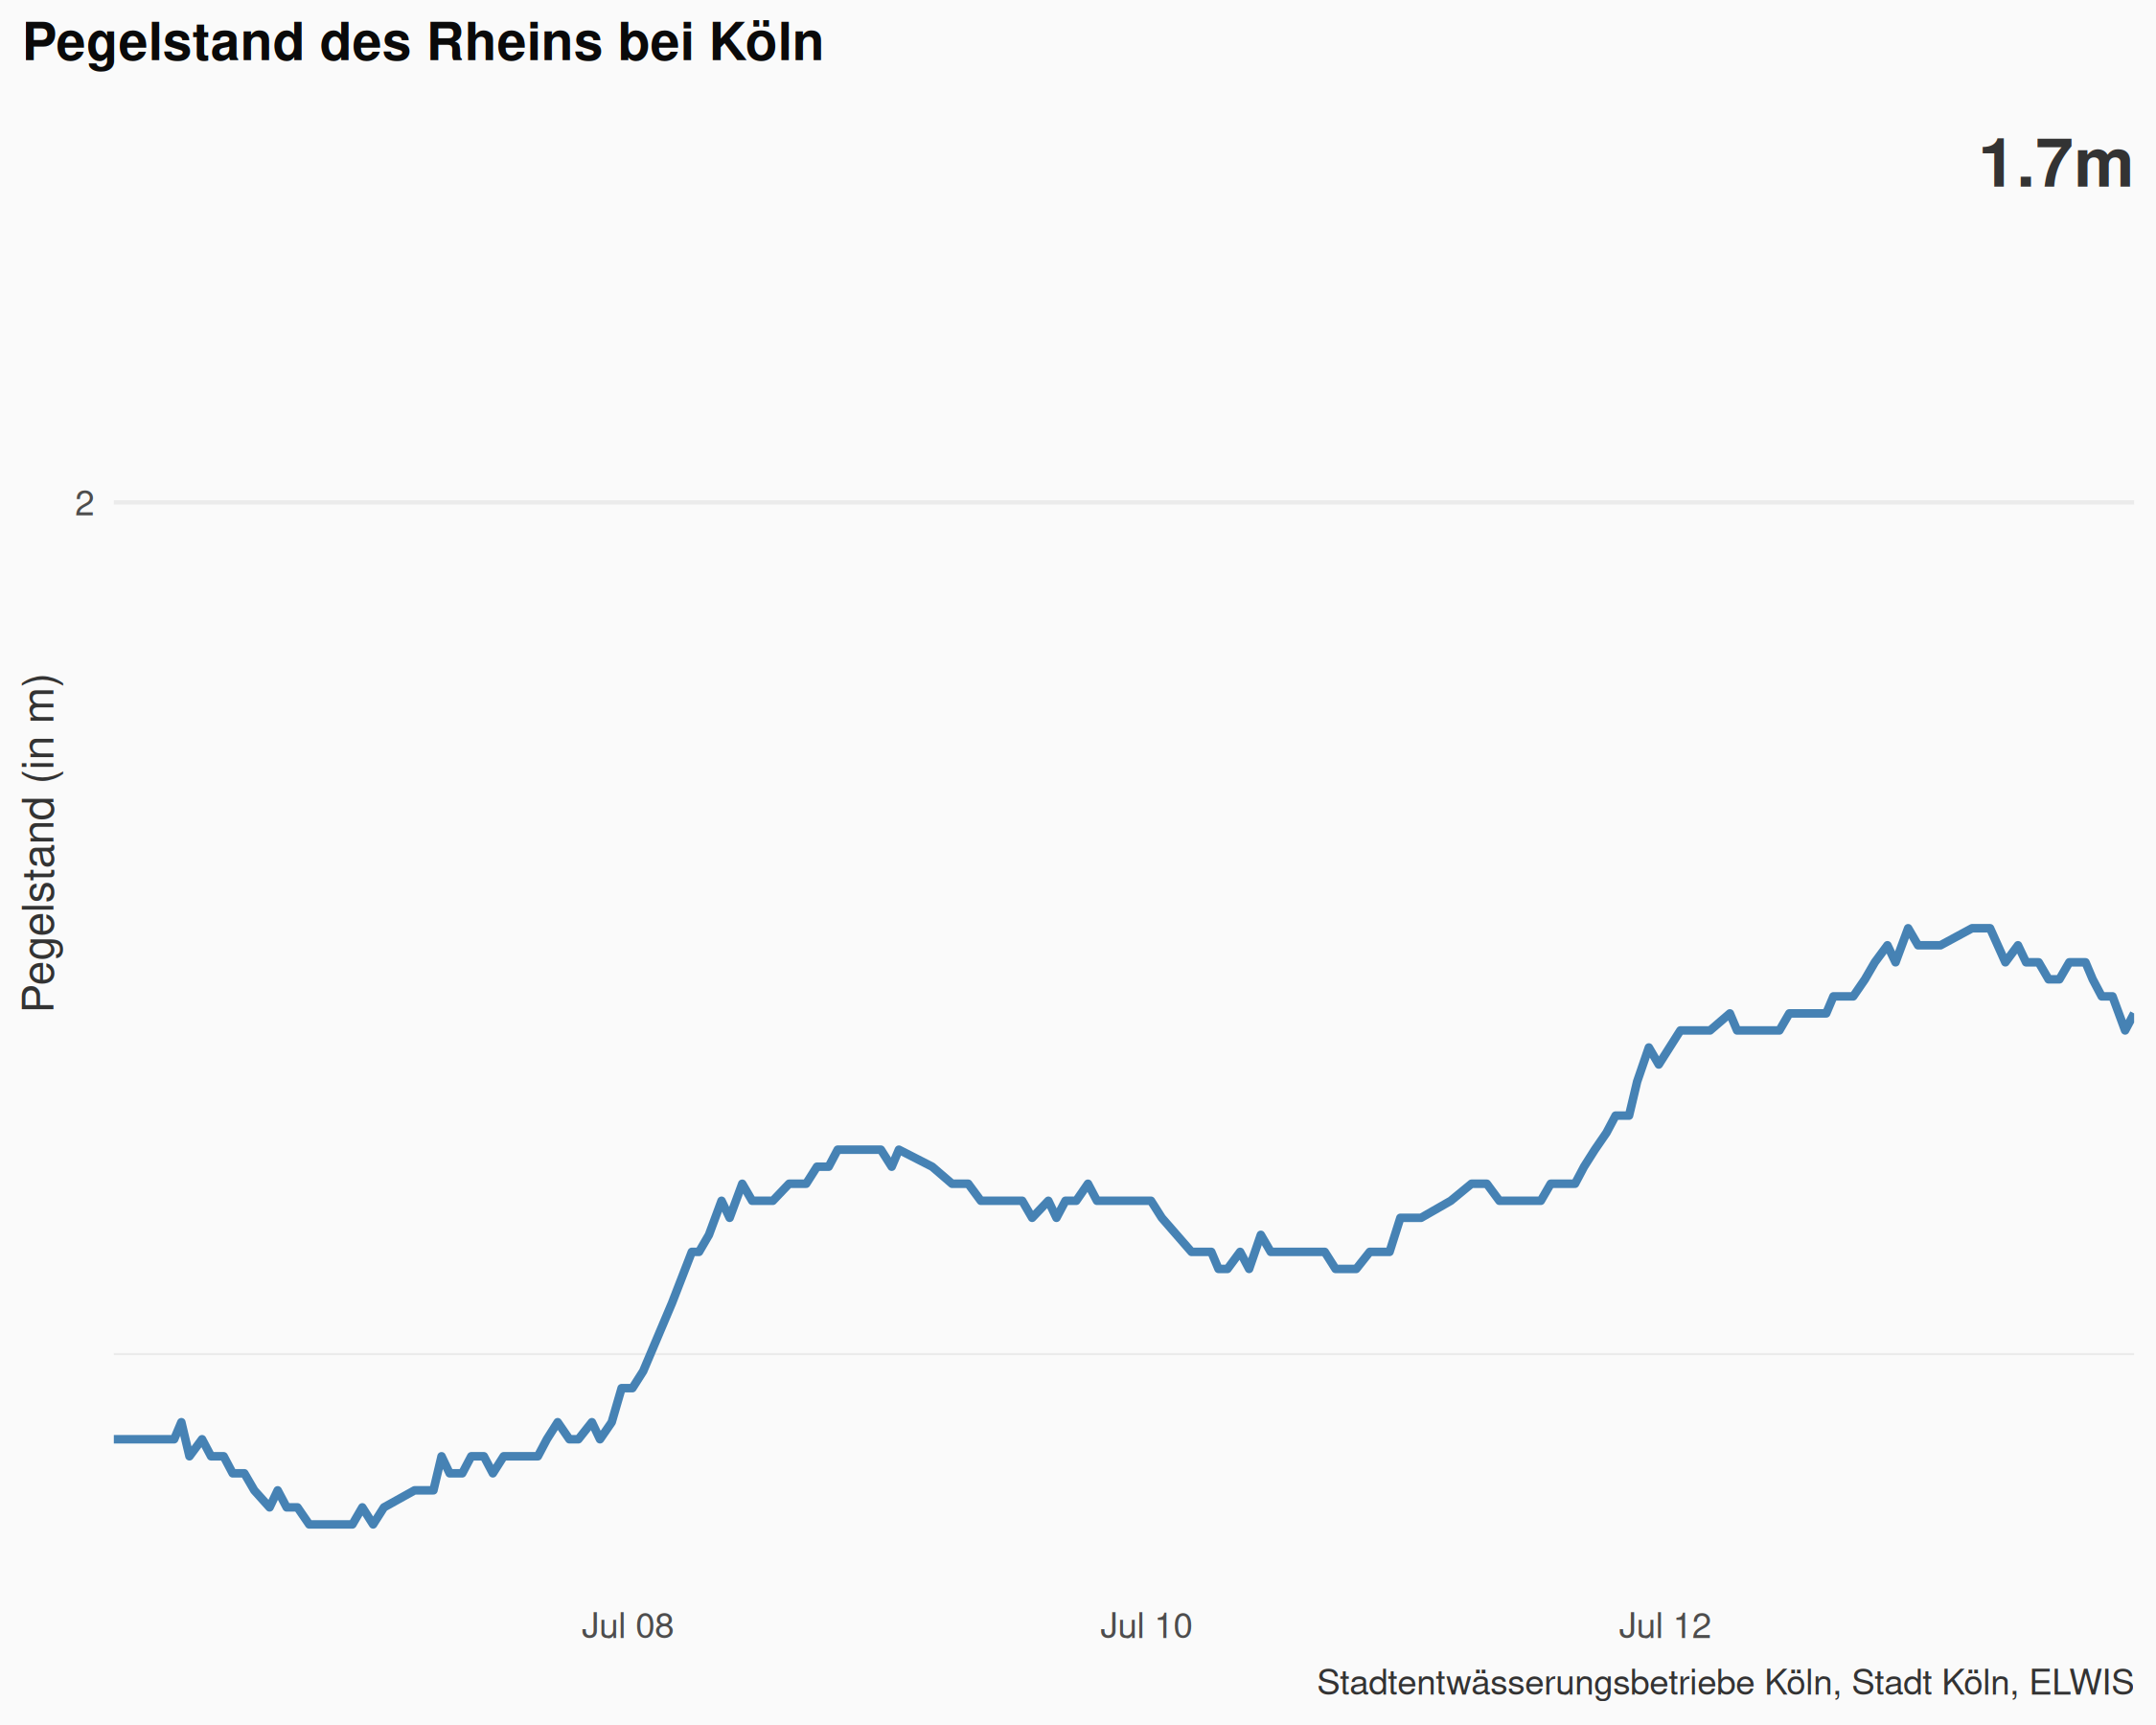 Pegelstand des Rheins bei Köln
1.7m
2
Pegelstand (in m)
Jul 08
Jul 10
Jul 12
Stadtentwässerungsbetriebe Köln, Stadt Köln, ELWIS